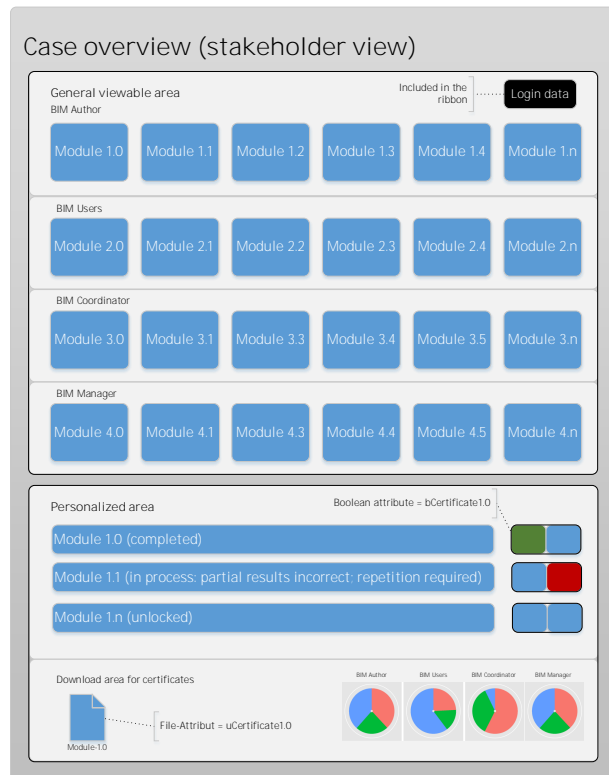 Case overview (stakeholder view)
General viewable area
BIM Author
Included in the
ribbon
Login data
Module 1.0 Module 1.1 Module 1.2 Module 1.3 Module 1.4 Module 1.n
BIM Users
Module 2.0 Module 2.1 Module 2.2 Module 2.3 Module 2.4 Module 2.n
BIM Coordinator
Module 3.0 Module 3.1 Module 3.3 Module 3.4 Module 3.5 Module 3.n
BIM Manager
Module 4.0 Module 4.1 Module 4.3 Module 4.4 Module 4.5 Module 4.n
Personalized area
Boolean attribute = bCertificate1.0
Module 1.0 (completed)
Module 1.1 (in process: partial results incorrect; repetition required)
Module 1.n (unlocked)
Download area for certificates
Module-1.0
File-Attribut = uCertificate1.0
BIM Author BIM Users BIM Coordinator BIM Manager